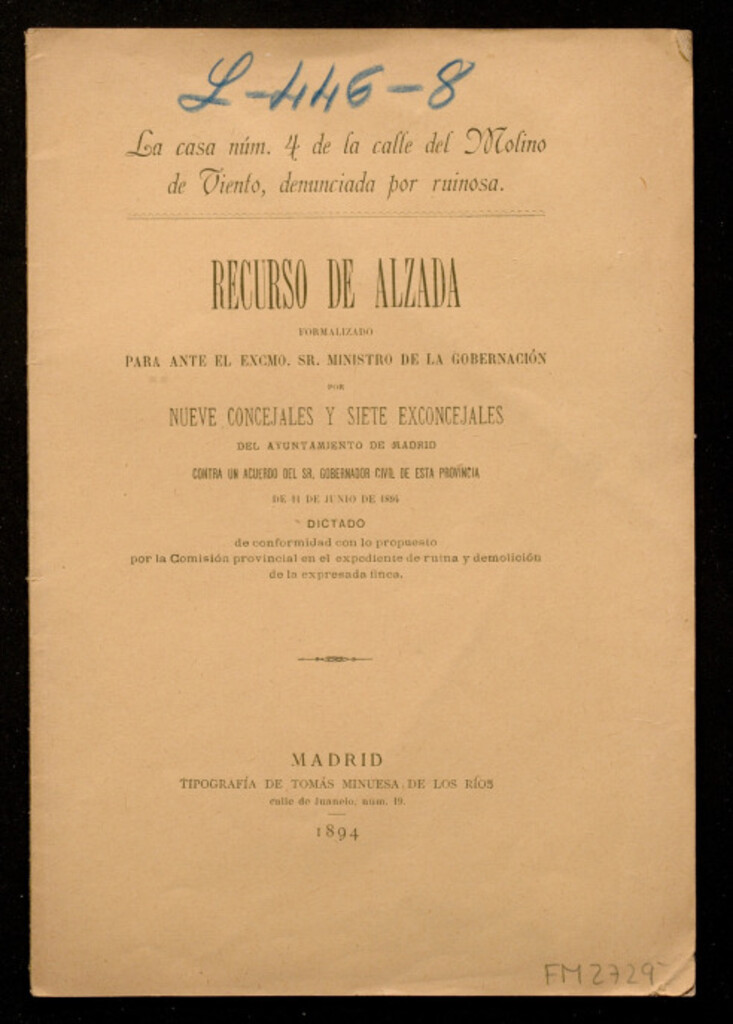 L-446-8
La casa núm. 4 de la calle del Molino
de Viento, denunciada por ruinosa.
RECURSO DE ALZADA
FORMALIZADO
PARA ANTE EL EXCMO. SR. MINISTRO DE LA GOBERNACIÓN
POR
NUEVE CONCEJALES Y SIETE EXCONCEJALES
DEL AYUNTAMIENTO DE MADRID
CONTRA UN ACUERDO DEL SR. GOBERNADOR CIVIL DE ESTA PROVINCIA
DE 11 DE JUNIO DE 1894
DICTADO
de conformidad con lo propuesto
por la Comisión provincial en el expediente de ruina y demolición
de la expresada finca.
MADRID
TIPOGRAFÍA DE TOMÁS MINUESA DE LOS RÍOS
calle de Juanelo, núm. 19.
1894
FM2729